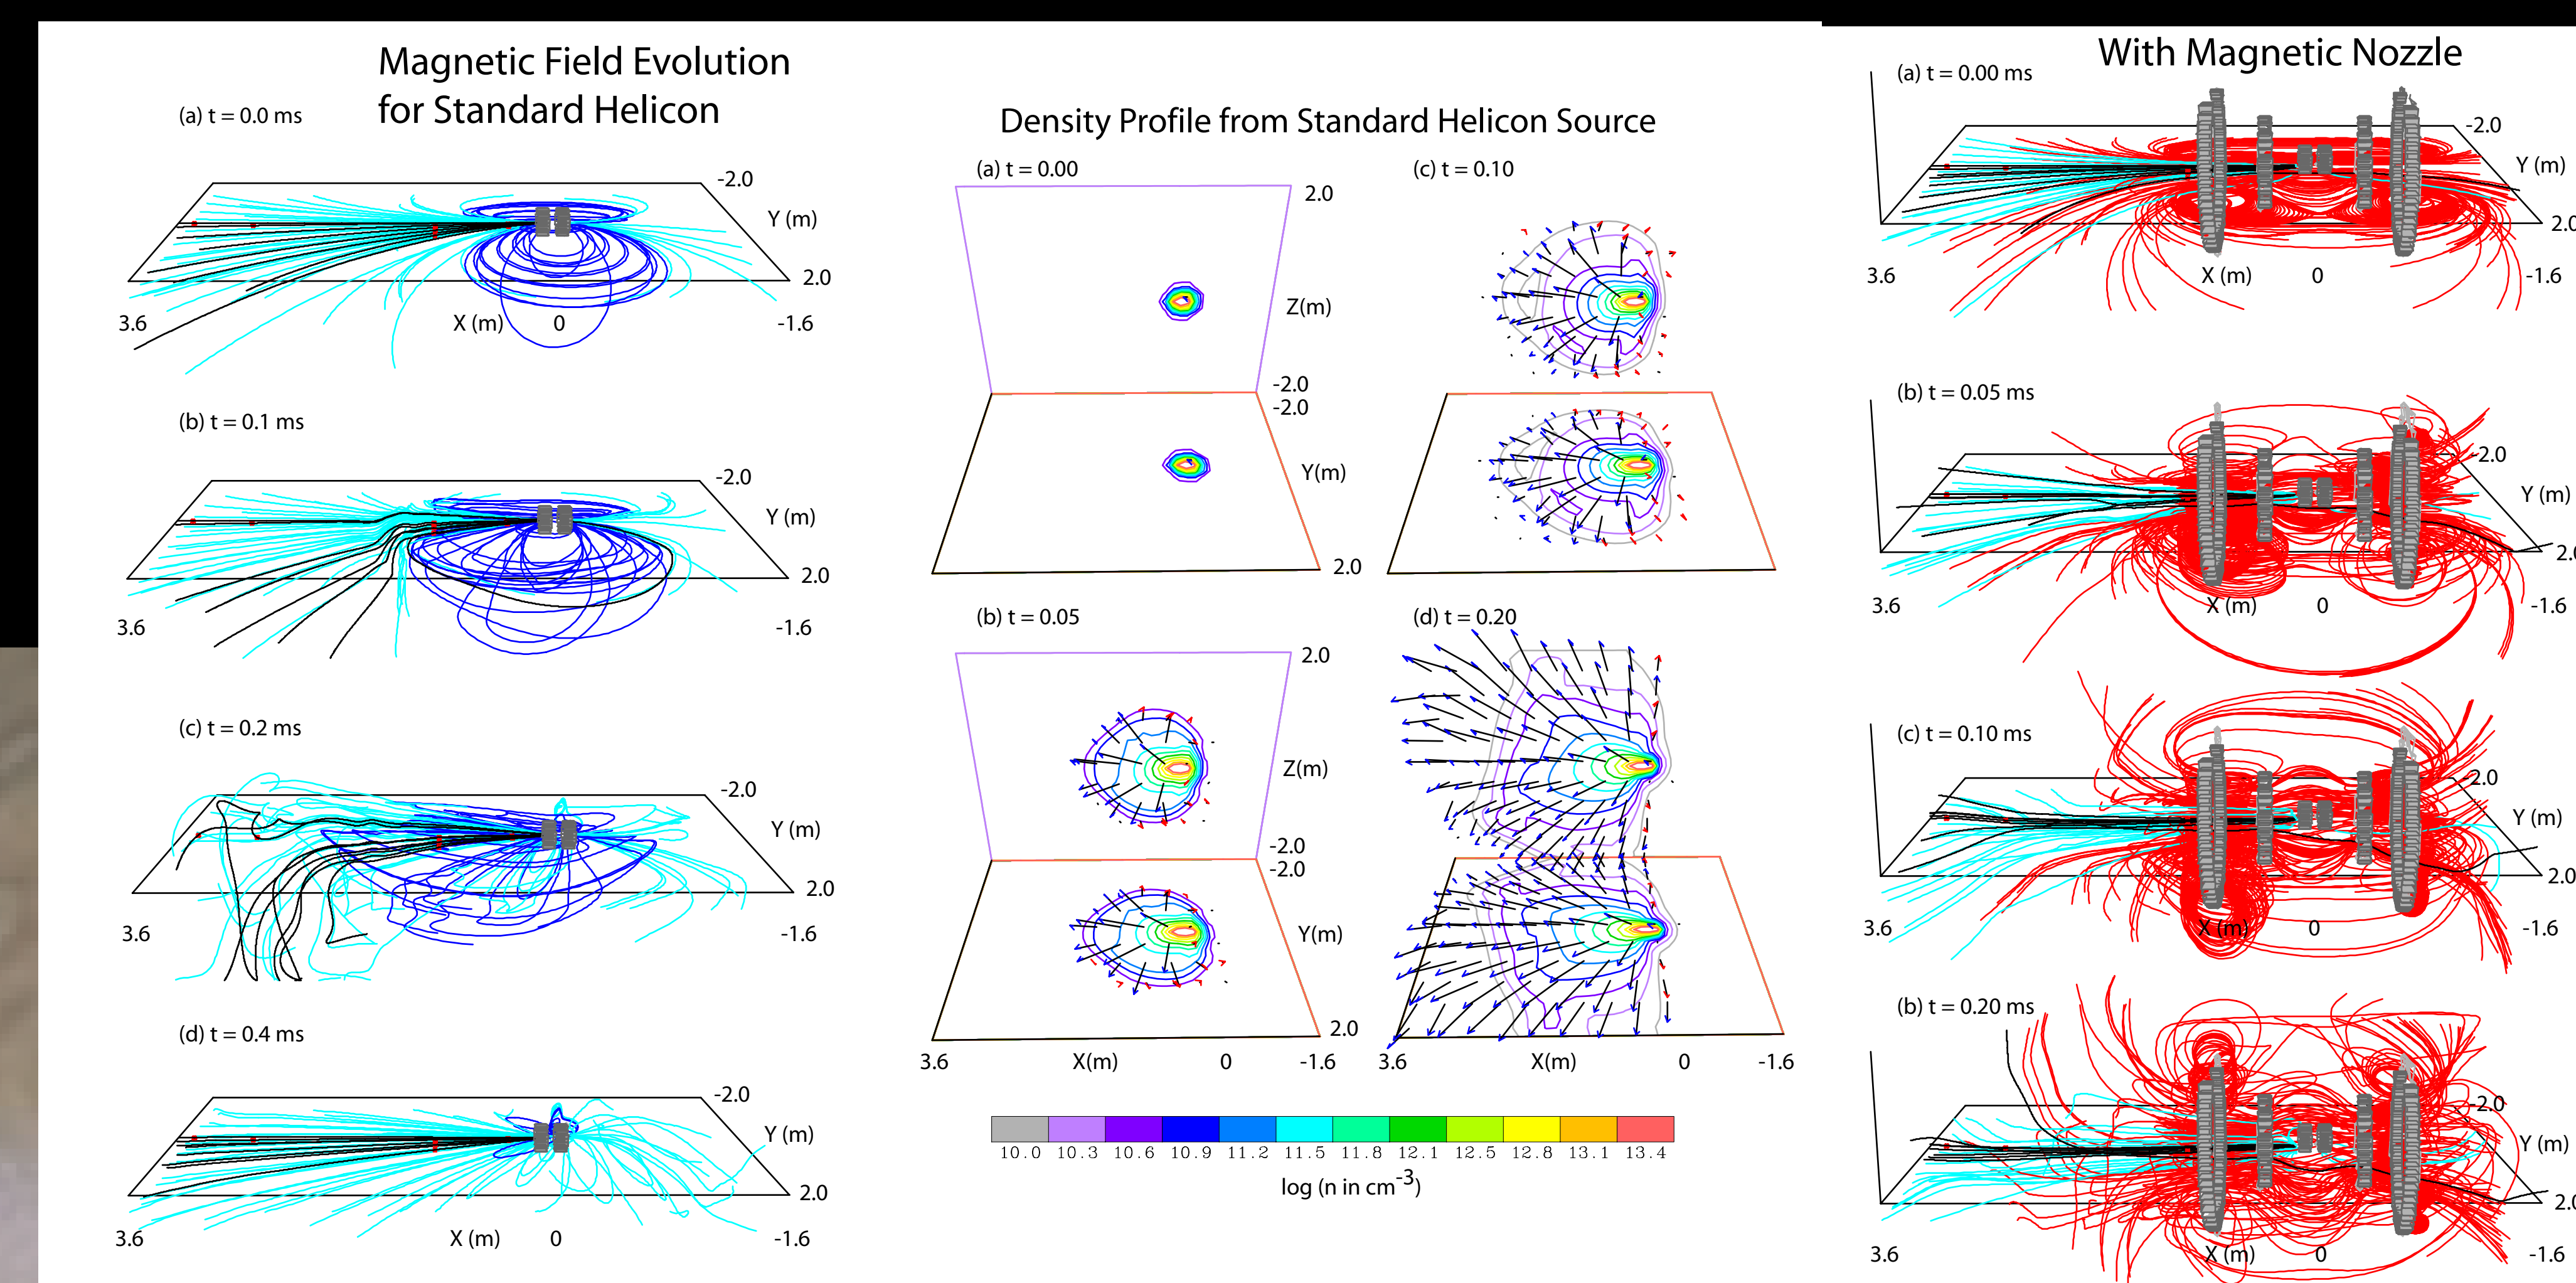 Magnetic Field Evolution
for Standard Helicon
(a) t = 0.0 ms
-2.0
Y (m)
2.0
3.6
X (m)
0
-1.6
(b) t = 0.1 ms
-2.0
Y (m)
2.0
3.6
-1.6
(c) t = 0.2 ms
-2.0
Y (m)
2.0
3.6
-1.6
(d) t = 0.4 ms
-2.0
Y (m)
2.0
3.6
X (m)
0
-1.6
Density Profile from Standard Helicon Source
(a) t = 0.00
2.0
Z(m)
-2.0
-2.0
Y(m)
2.0
(c) t = 0.10
(b) t = 0.05
2.0
Z(m)
-2.0
-2.0
Y(m)
2.0
3.6
X(m)
0
-1.6
(d) t = 0.20
3.6
X(m)
0
-1.6
10.0 10.3 10.6 10.9 11.2 11.5 11.8 12.1 12.5 12.8 13.1 13.4
log (n in cm-3)
With Magnetic Nozzle
(a) t = 0.00 ms
-2.0
Y (m)
3.6
X (m)
0
-1.6
(b) t = 0.05 ms
-2.0
Y (m)
3.6
X (m)
0
-1.6
(c) t = 0.10 ms
2.0
Y (m)
2.0
3.6
X (m)
0
-1.6
(b) t = 0.20 ms
-2.0
Y (m)
3.6
X (m)
0
-1.6